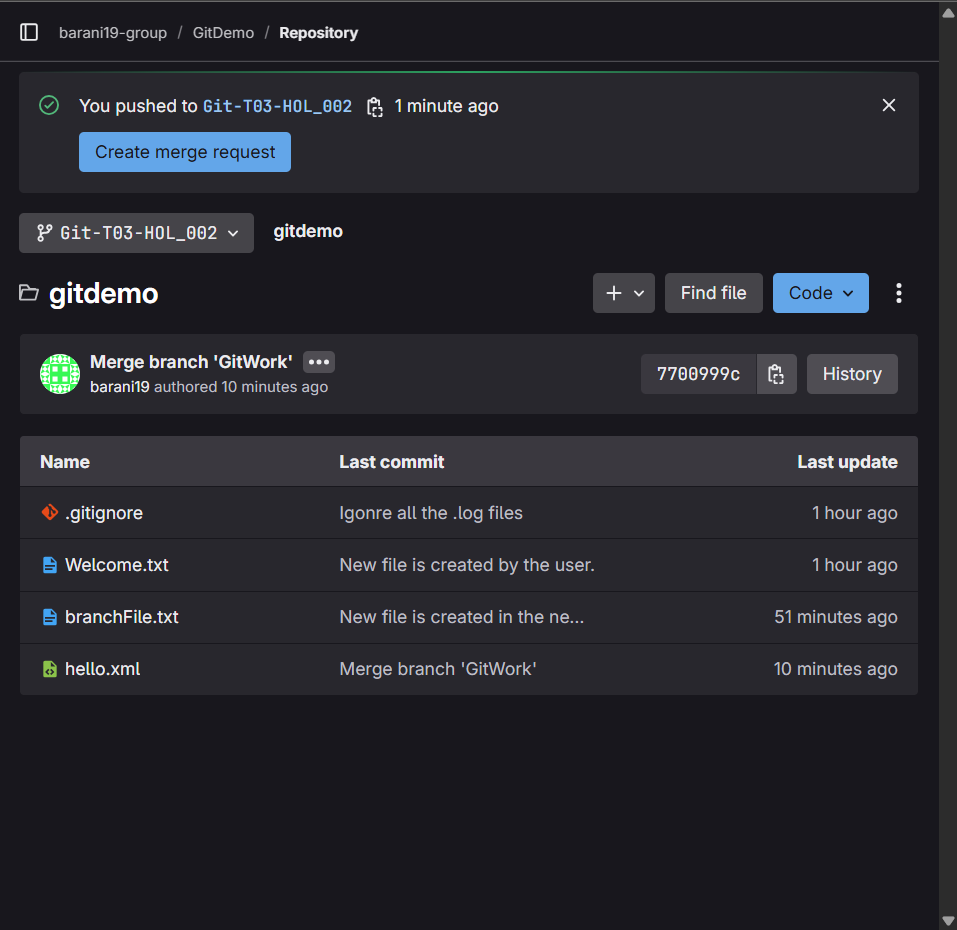 barani19-group / GitDemo / Repository
You pushed to Git-T03-HOL_002 1 minute ago
Create merge request
Git-T03-HOL_002 gitdemo
gitdemo + Find file Code
Merge branch 'GitWork' •••
barani19 authored 10 minutes ago
7700999c History
Name Last commit Last update
.gitignore Igonre all the .log files 1 hour ago
Welcome.txt New file is created by the user. 1 hour ago
branchFile.txt New file is created in the ne... 51 minutes ago
hello.xml Merge branch 'GitWork' 10 minutes ago